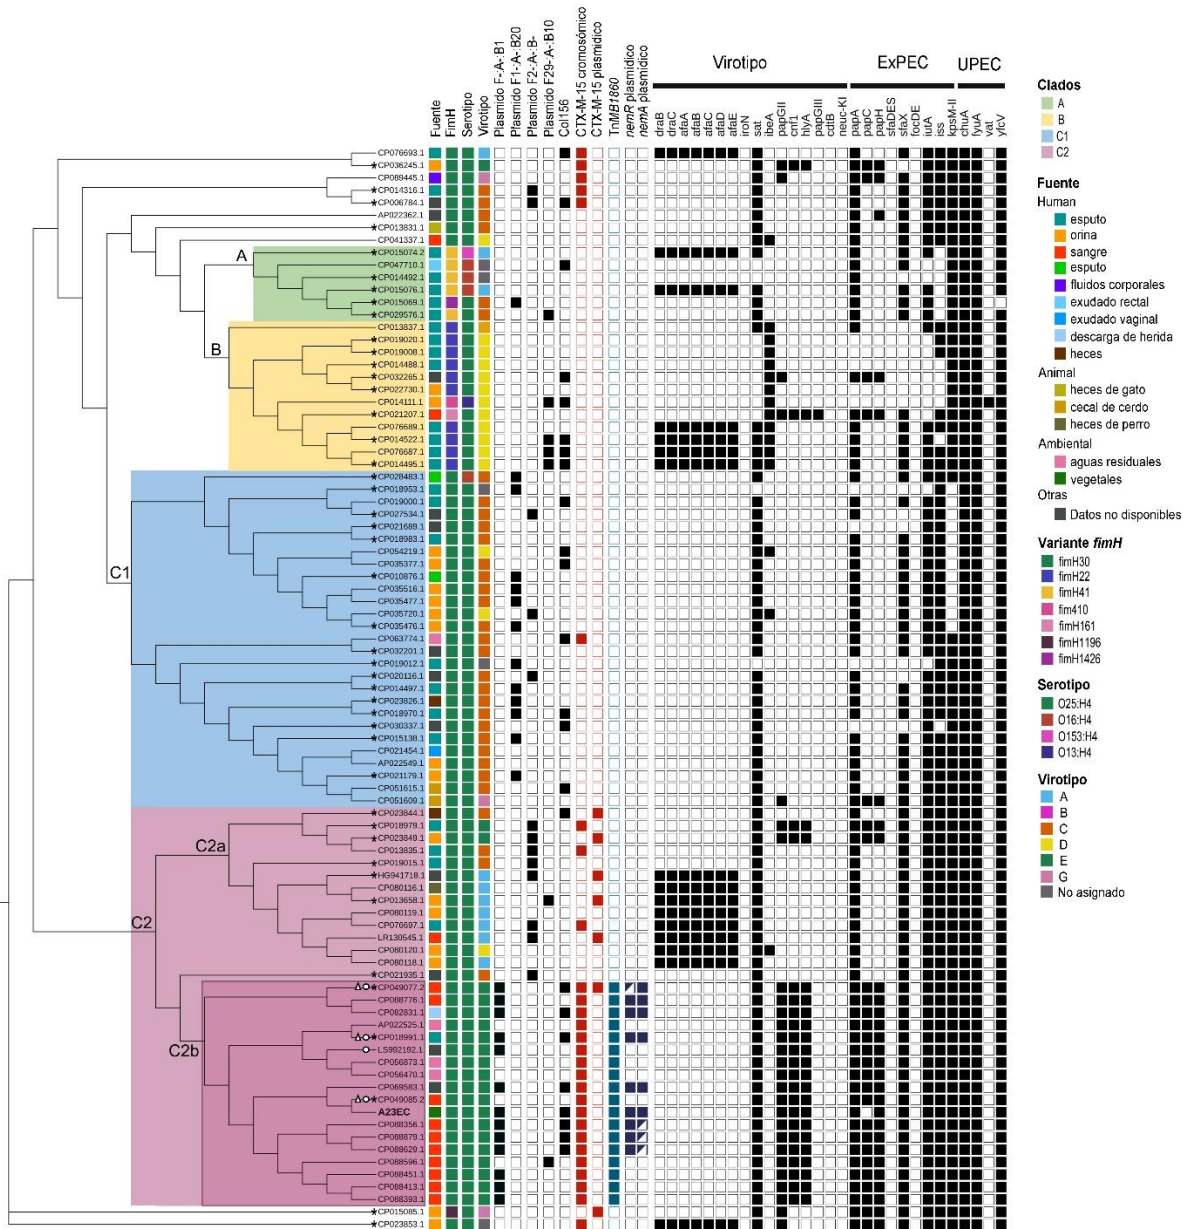 Virotipo
ExPEC
UPEC
Fuente
FimH
Serotipo
Virotipo
Plasmido F-:A-:B1
Plasmido F1-:A-:B20
Plasmido F2-:A-:B-
Plasmido F29-:A-:B10
Col156
CTX-M-15 cromosómico
CTX-M-15 plasmídico
TnMB1860
nemR plasmídico
nemA plasmídico
draB
draC
afaA
afaB
afaC
afaD
afaE
iroN
sat
ibeA
papGII
cnf1
hlyA
papGIII
cdtB
neuc-KI
papA
papC
papH
sfaDES
sfaX
focDE
iutA
iss
kpsM-II
chuA
fyuA
vat
yfcV
CP076693.1
*CP036245.1
CP089445.1
*CP014316.1
*CP006784.1
AP022362.1
*CP013831.1
CP041337.1
A
*CP015074.2
CP047710.1
*CP014492.1
*CP015076.1
*CP015069.1
*CP029576.1
B
CP013837.1
*CP019020.1
*CP019008.1
*CP014488.1
*CP032265.1
*CP022730.1
CP014111.1
*CP021207.1
CP076689.1
*CP014522.1
CP076687.1
*CP014495.1
C1
*CP028483.1
*CP018953.1
CP019000.1
*CP027534.1
*CP021689.1
*CP018983.1
CP054219.1
CP035377.1
*CP010876.1
CP035516.1
CP035477.1
CP035720.1
*CP035476.1
CP063774.1
*CP032201.1
*CP019012.1
*CP020116.1
*CP014497.1
*CP023826.1
*CP018970.1
*CP030337.1
*CP015138.1
CP021454.1
AP022549.1
*CP021179.1
CP051615.1
CP051609.1
C2
C2a
*CP023844.1
*CP018979.1
*CP023849.1
CP013835.1
*CP019015.1
*HG941718.1
CP080116.1
*CP013658.1
CP080119.1
CP076697.1
LR130545.1
CP080120.1
CP080118.1
*CP021935.1
C2b
*CP049077.2
CP088776.1
CP082831.1
AP022525.1
*CP018991.1
LS992192.1
CP056873.1
CP056470.1
CP069583.1
*CP049085.2
A23EC
CP088356.1
CP088879.1
CP088629.1
CP088596.1
CP088451.1
CP088413.1
CP088393.1
*CP015085.1
*CP023853.1
Clados
A
B
C1
C2
Fuente
Human
esputo
orina
sangre
esputo
fluidos corporales
exudado rectal
exudado vaginal
descarga de herida
heces
Animal
heces de gato
cecal de cerdo
heces de perro
Ambiental
aguas residuales
vegetales
Otras
Datos no disponibles
Variante fimH
fimH30
fimH22
fimH41
fim410
fimH161
fimH1196
fimH1426
Serotipo
O25:H4
O16:H4
O153:H4
O13:H4
Virotipo
A
B
C
D
E
G
No asignado